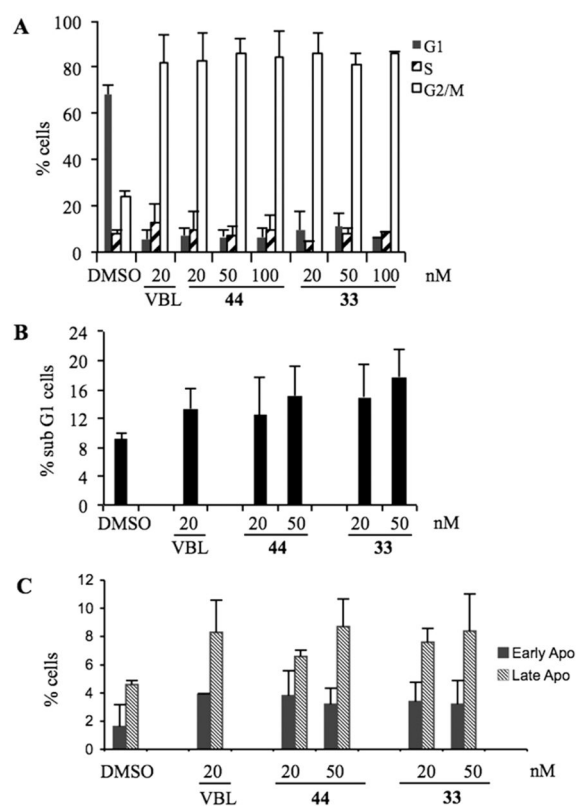 A
100
80
60
40
20
0
% cells
G1
S
G2/M
DMSO 20 20 50 100 20 50 100 nM
VBL 44 33
B
24
20
16
12
8
4
0
% sub G1 cells
DMSO 20 20 50 20 50 nM
VBL 44 33
C
12
10
8
6
4
2
0
% cells
Early Apo
Late Apo
DMSO 20 20 50 20 50 nM
VBL 44 33